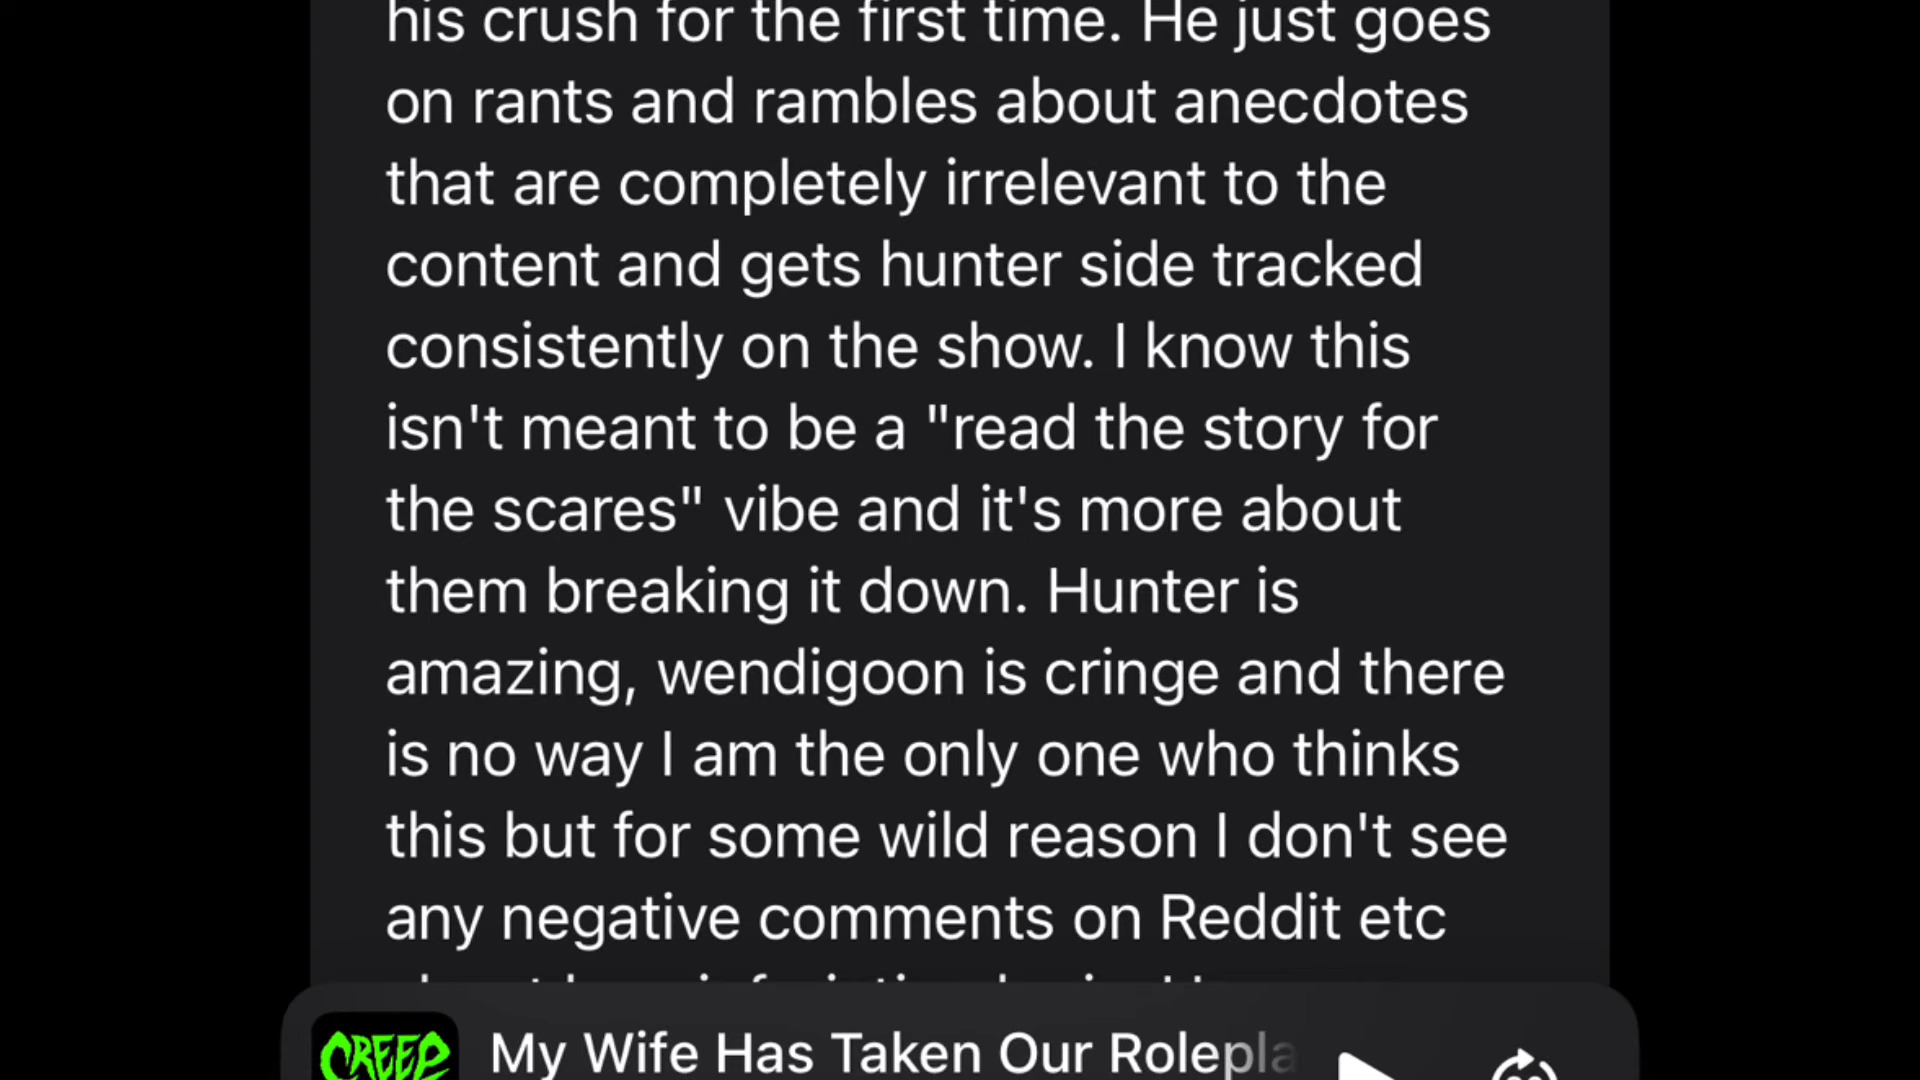 his crush for the first time. He just goes
on rants and rambles about anecdotes
that are completely irrelevant to the
content and gets hunter side tracked
consistently on the show. I know this
isn't meant to be a "read the story for
the scares" vibe and it's more about
them breaking it down. Hunter is
amazing, wendigoon is cringe and there
is no way I am the only one who thinks
this but for some wild reason I don't see
any negative comments on Reddit etc
CREEP
My Wife Has Taken Our Rolepla